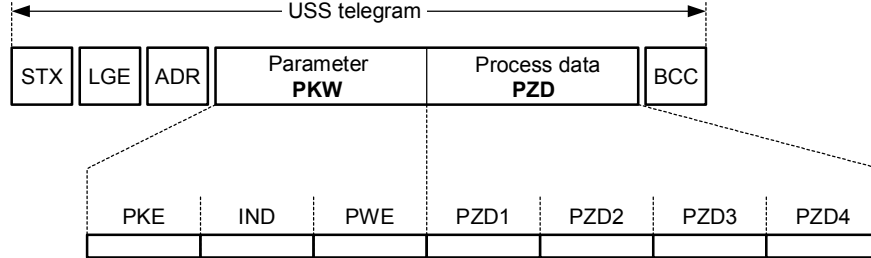 USS telegram
STX LGE ADR Parameter PKW Process data PZD BCC
PKE IND PWE PZD1 PZD2 PZD3 PZD4